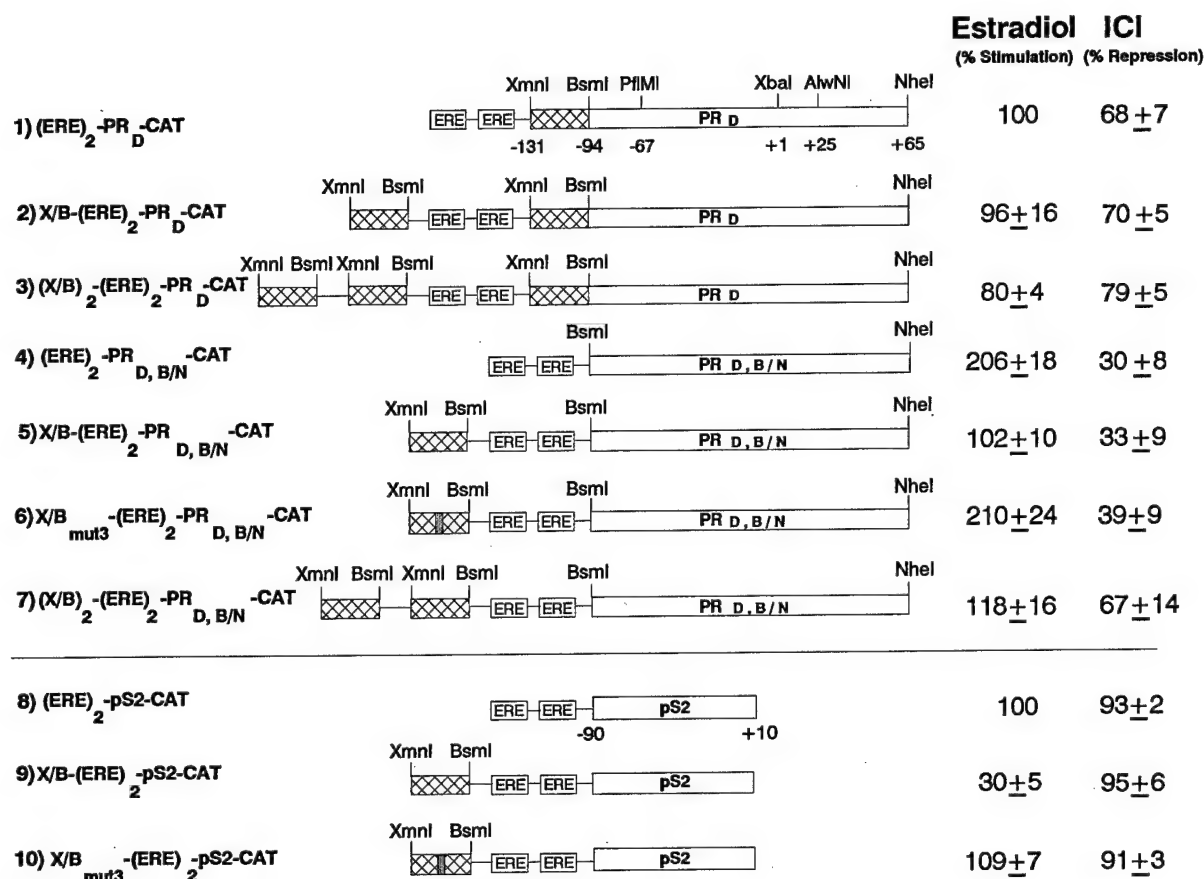 Estradiol ICI
(% Stimulation) (% Repression)
XmnI BsmI PflMI XbaI AlwNI NheI
1) (ERE)2-PRD-CAT ERE ERE PR D 100 68 ±7
-131 -94 -67 +1 +25 +65
XmnI BsmI XmnI BsmI NheI
2) X/B-(ERE)2-PRD-CAT ERE ERE PR D 96±16 70 ±5
XmnI BsmI XmnI BsmI XmnI BsmI NheI
3) (X/B)2-(ERE)2-PRD-CAT ERE ERE PR D 80±4 79±5
BsmI NheI
4) (ERE)2-PRD, B/N-CAT ERE ERE PR D, B/N 206±18 30 ±8
XmnI BsmI BsmI NheI
5) X/B-(ERE)2-PRD, B/N-CAT ERE ERE PR D, B/N 102±10 33±9
XmnI BsmI BsmI NheI
6) X/Bmut3-(ERE)2-PRD, B/N-CAT ERE ERE PR D, B/N 210±24 39±9
XmnI BsmI XmnI BsmI BsmI NheI
7) (X/B)2-(ERE)2-PRD, B/N-CAT ERE ERE PR D, B/N 118±16 67±14
8) (ERE)2-pS2-CAT ERE ERE pS2 100 93±2
-90 +10
XmnI BsmI
9) X/B-(ERE)2-pS2-CAT ERE ERE pS2 30±5 95±6
XmnI BsmI
10) X/Bmut3-(ERE)2-pS2-CAT ERE ERE pS2 109±7 91±3